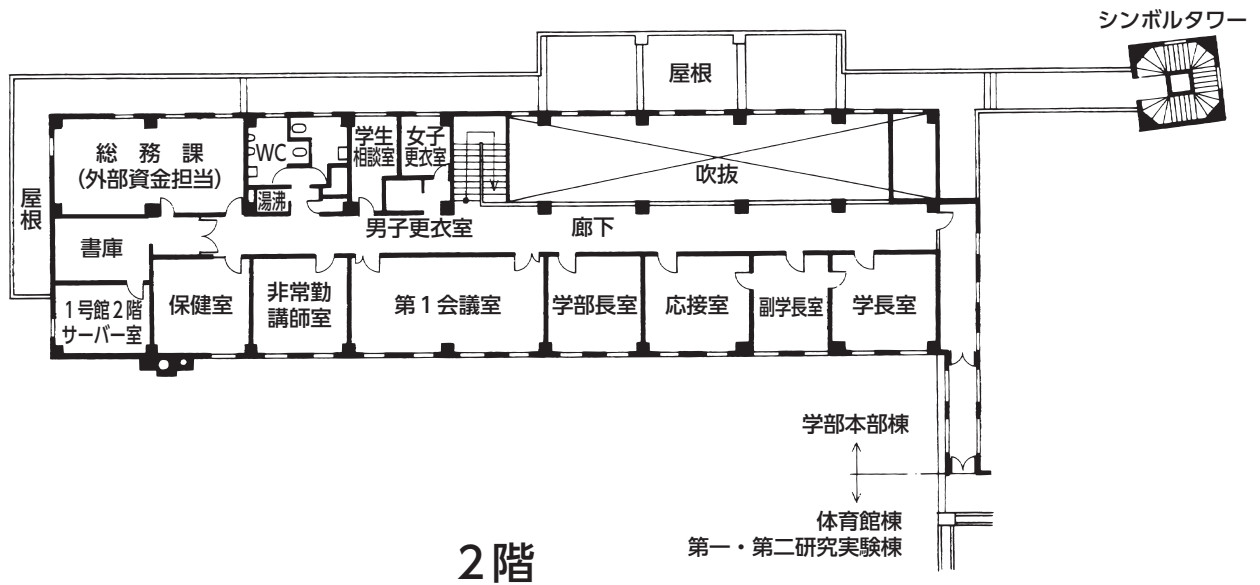 シンボルタワー
屋根
総 務 課
(外部資金担当)
WC
湯沸
学生
相談室
女子
更衣室
吹抜
屋根
書庫
男子更衣室
廊下
1号館2階
サーバー室
保健室
非常勤
講師室
第1会議室
学部長室
応接室
副学長室
学長室
学部本部棟
体育館棟
第一・第二研究実験棟
2階